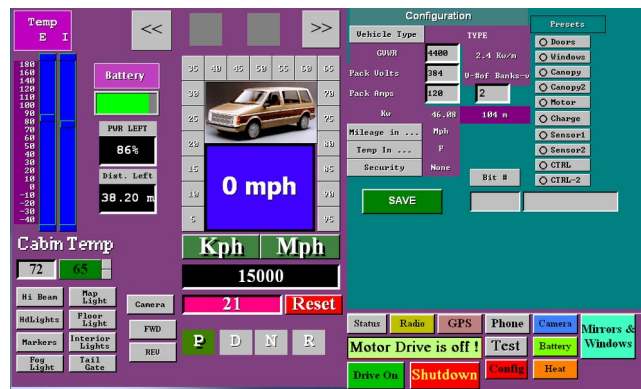 Temp
E I
180
160
140
120
110
100
90
80
70
60
50
40
30
20
10
0
-10
-20
-30
-40
Battery
PWR LEFT
86%
Dist. Left
38.20 m
Cabin Temp
72 65
Hi Beam
Map Light
HdLights
Floor Light
Markers
Interior Lights
Fog Light
Tail Gate
Camera
FWD
REV
<< >>
35 40 45 50 55 60 65
30 70
25 75
20 80
15 85
10 90
5 95
0 mph
Kph Mph
15000
21 Reset
P D N R
Configuration
Vehicle Type TYPE
GVWR 4400 2.4 Kw/m
Pack Volts 384 U-#of Banks-v
Pack Amps 120 2
Kw 46.08 104 m
Mileage in ... Mph
Temp In ... F
Security None
Bit #
SAVE
Presets
Doors
Windows
Canopy
Canopy2
Motor
Charge
Sensor1
Sensor2
CTRL
CTRL-2
Status Radio GPS Phone Camera Mirrors & Windows
Motor Drive is off ! Test Battery
Drive On Shutdown Config Heat